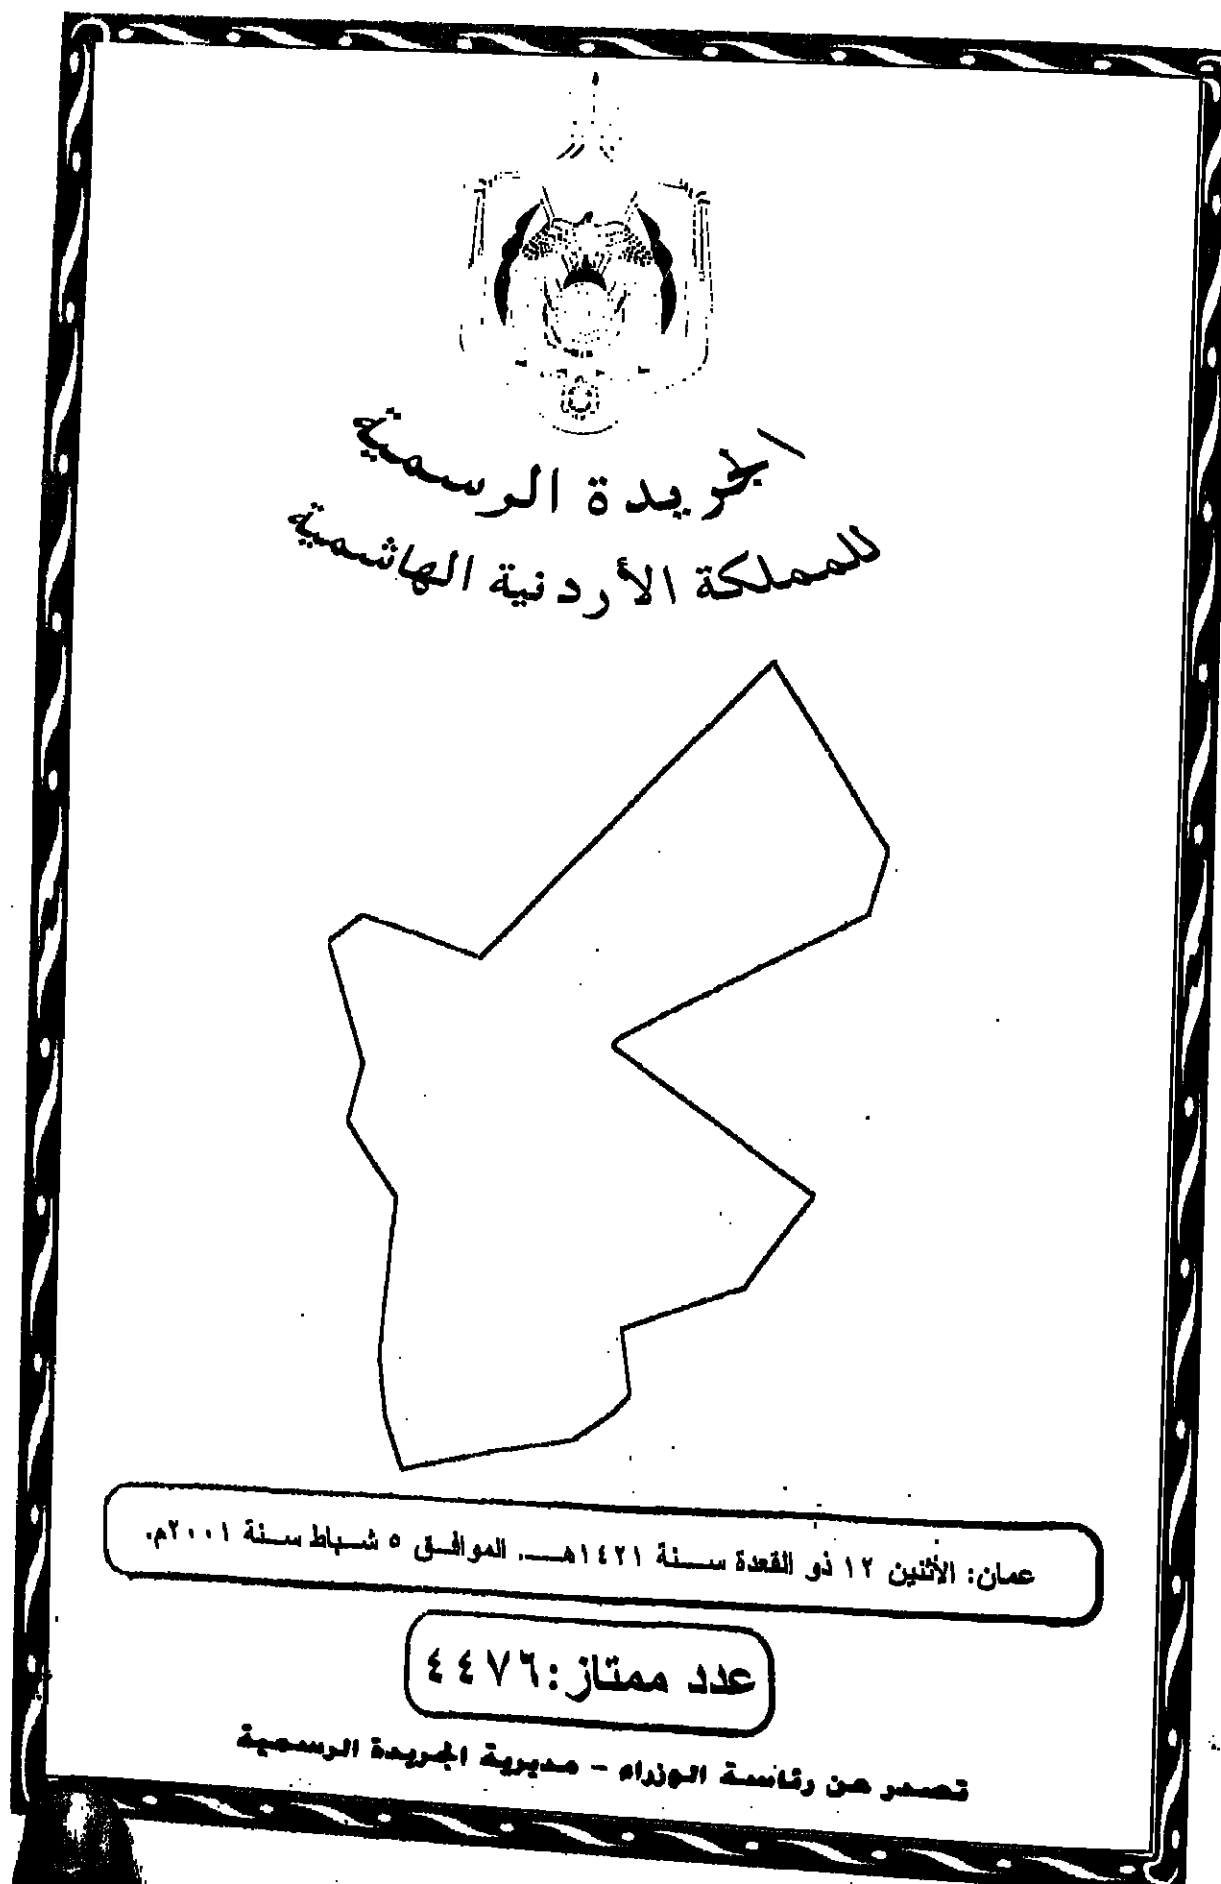 الجريدة الرسمية
للمملكة الأردنية الهاشمية
عمان: الأثنين ١٢ ذو القعدة سنة ١٤٢١هـ. الموافق ٥ شباط سنة ٢٠٠١م.
عدد ممتاز: ٤٤٧٦
تصدر عن رئاسة الوزراء - مديرية الجريدة الرسمية